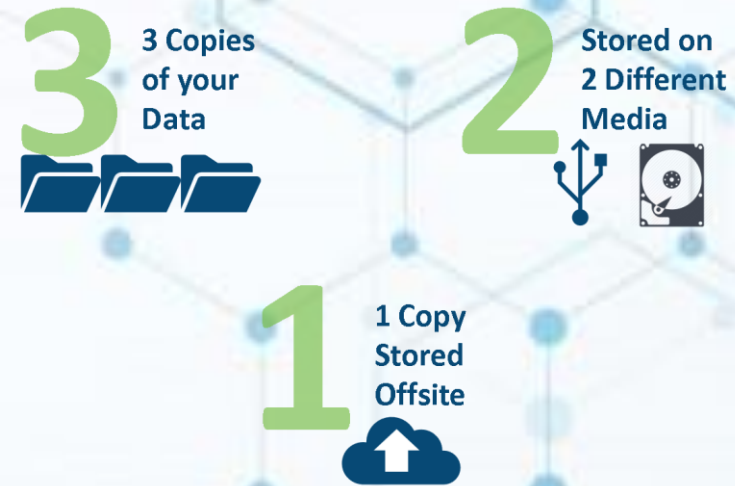 3
3 Copies
of your
Data
2
Stored on
2 Different
Media
1
1 Copy
Stored
Offsite